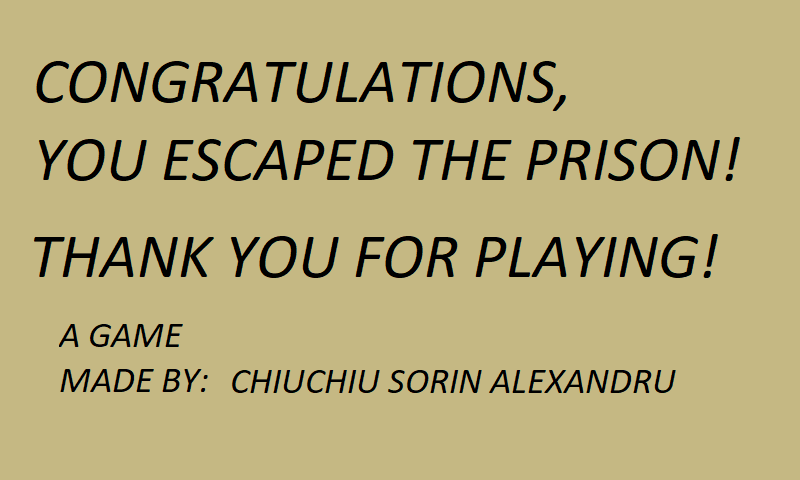 CONGRATULATIONS,
YOU ESCAPED THE PRISON!
THANK YOU FOR PLAYING!
A GAME
MADE BY: CHIUCHIU SORIN ALEXANDRU